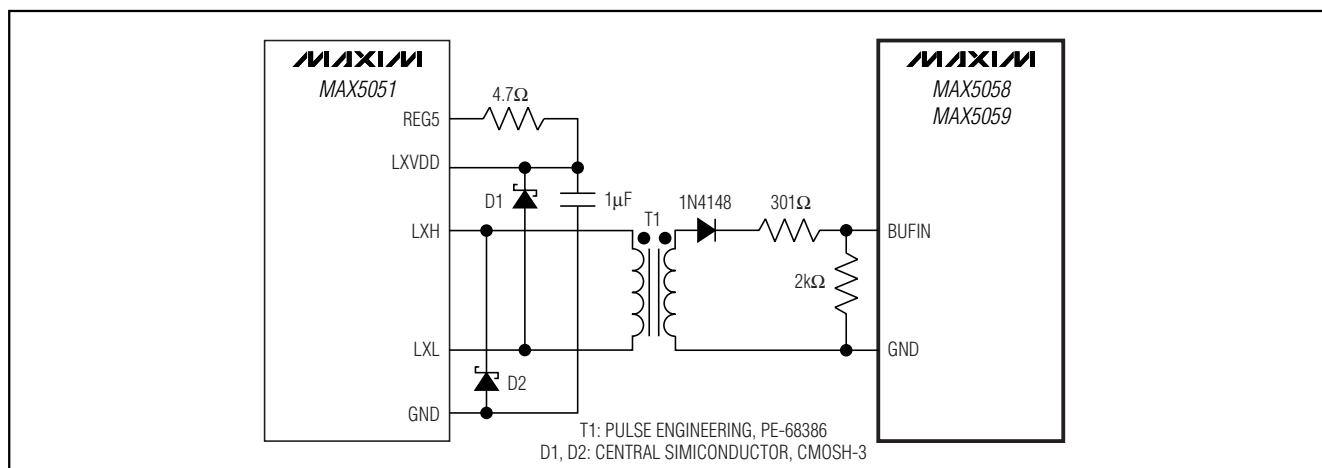 MAXIM
MAX5051
REG5
LXVDD
LXH
LXL
GND
4.7Ω
D1
1µF
D2
T1
1N4148
301Ω
2kΩ
MAXIM
MAX5058
MAX5059
BUFIN
GND
T1: PULSE ENGINEERING, PE-68386
D1, D2: CENTRAL SIMICONDUCTOR, CMOSH-3